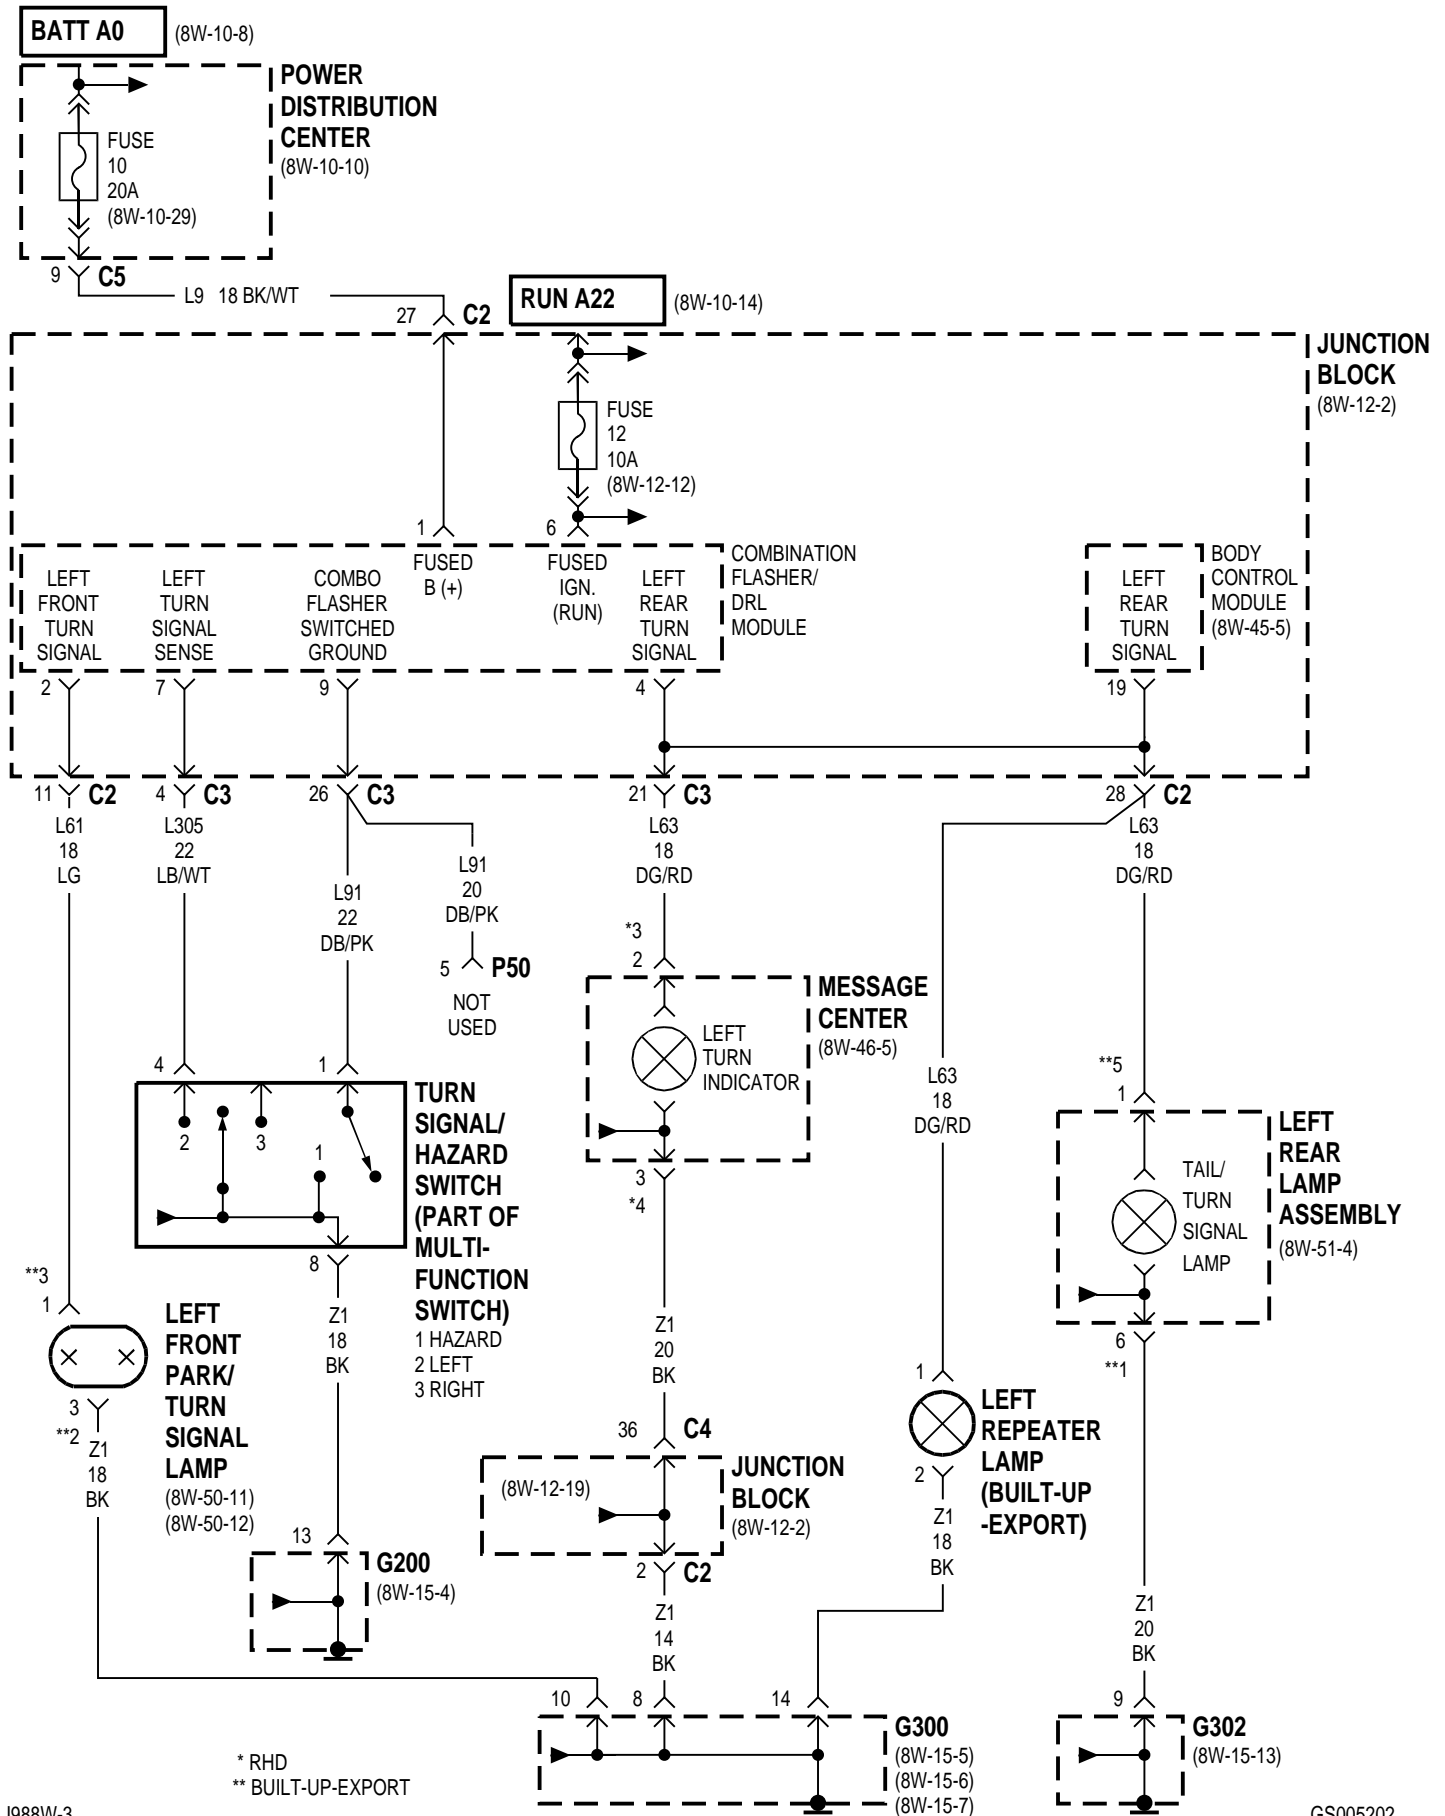 BATT A0
(8W-10-8)
POWER
DISTRIBUTION
CENTER
(8W-10-10)
FUSE
10
20A
(8W-10-29)
9
C5
L9 18 BK/WT
27
C2
RUN A22
(8W-10-14)
JUNCTION
BLOCK
(8W-12-2)
FUSE
12
10A
(8W-12-12)
1
6
FUSED
B (+)
FUSED
IGN.
(RUN)
LEFT
FRONT
TURN
SIGNAL
LEFT
TURN
SIGNAL
SENSE
COMBO
FLASHER
SWITCHED
GROUND
LEFT
REAR
TURN
SIGNAL
COMBINATION
FLASHER/
DRL
MODULE
LEFT
REAR
TURN
SIGNAL
BODY
CONTROL
MODULE
(8W-45-5)
2
7
9
4
19
11
C2
4
C3
26
C3
21
C3
28
C2
L61
18
LG
L305
22
LB/WT
L91
22
DB/PK
L91
20
DB/PK
5
P50
NOT
USED
L63
18
DG/RD
L63
18
DG/RD
*3
2
MESSAGE
CENTER
(8W-46-5)
LEFT
TURN
INDICATOR
3
*4
L63
18
DG/RD
**5
1
LEFT
REAR
LAMP
ASSEMBLY
(8W-51-4)
TAIL/
TURN
SIGNAL
LAMP
6
**1
4
1
2
3
1
TURN
SIGNAL/
HAZARD
SWITCH
(PART OF
MULTI-
FUNCTION
SWITCH)
1 HAZARD
2 LEFT
3 RIGHT
8
Z1
18
BK
**3
1
LEFT
FRONT
PARK/
TURN
SIGNAL
LAMP
(8W-50-11)
(8W-50-12)
3
**2
Z1
18
BK
13
G200
(8W-15-4)
Z1
20
BK
36
C4
(8W-12-19)
JUNCTION
BLOCK
(8W-12-2)
2
C2
Z1
14
BK
1
LEFT
REPEATER
LAMP
(BUILT-UP
-EXPORT)
2
Z1
18
BK
Z1
20
BK
10
8
14
G300
(8W-15-5)
(8W-15-6)
(8W-15-7)
9
G302
(8W-15-13)
* RHD
** BUILT-UP-EXPORT
J988W-3
GS005202